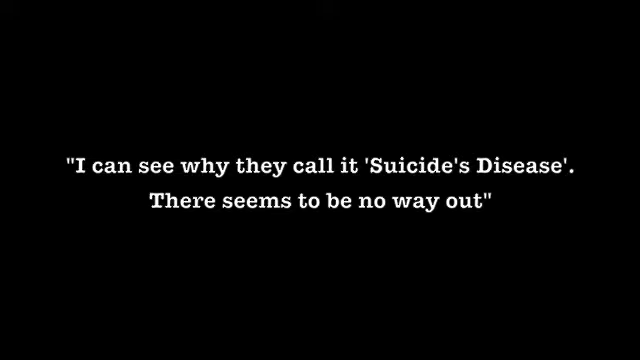 "I can see why they call it 'Suicide's Disease'.
There seems to be no way out"